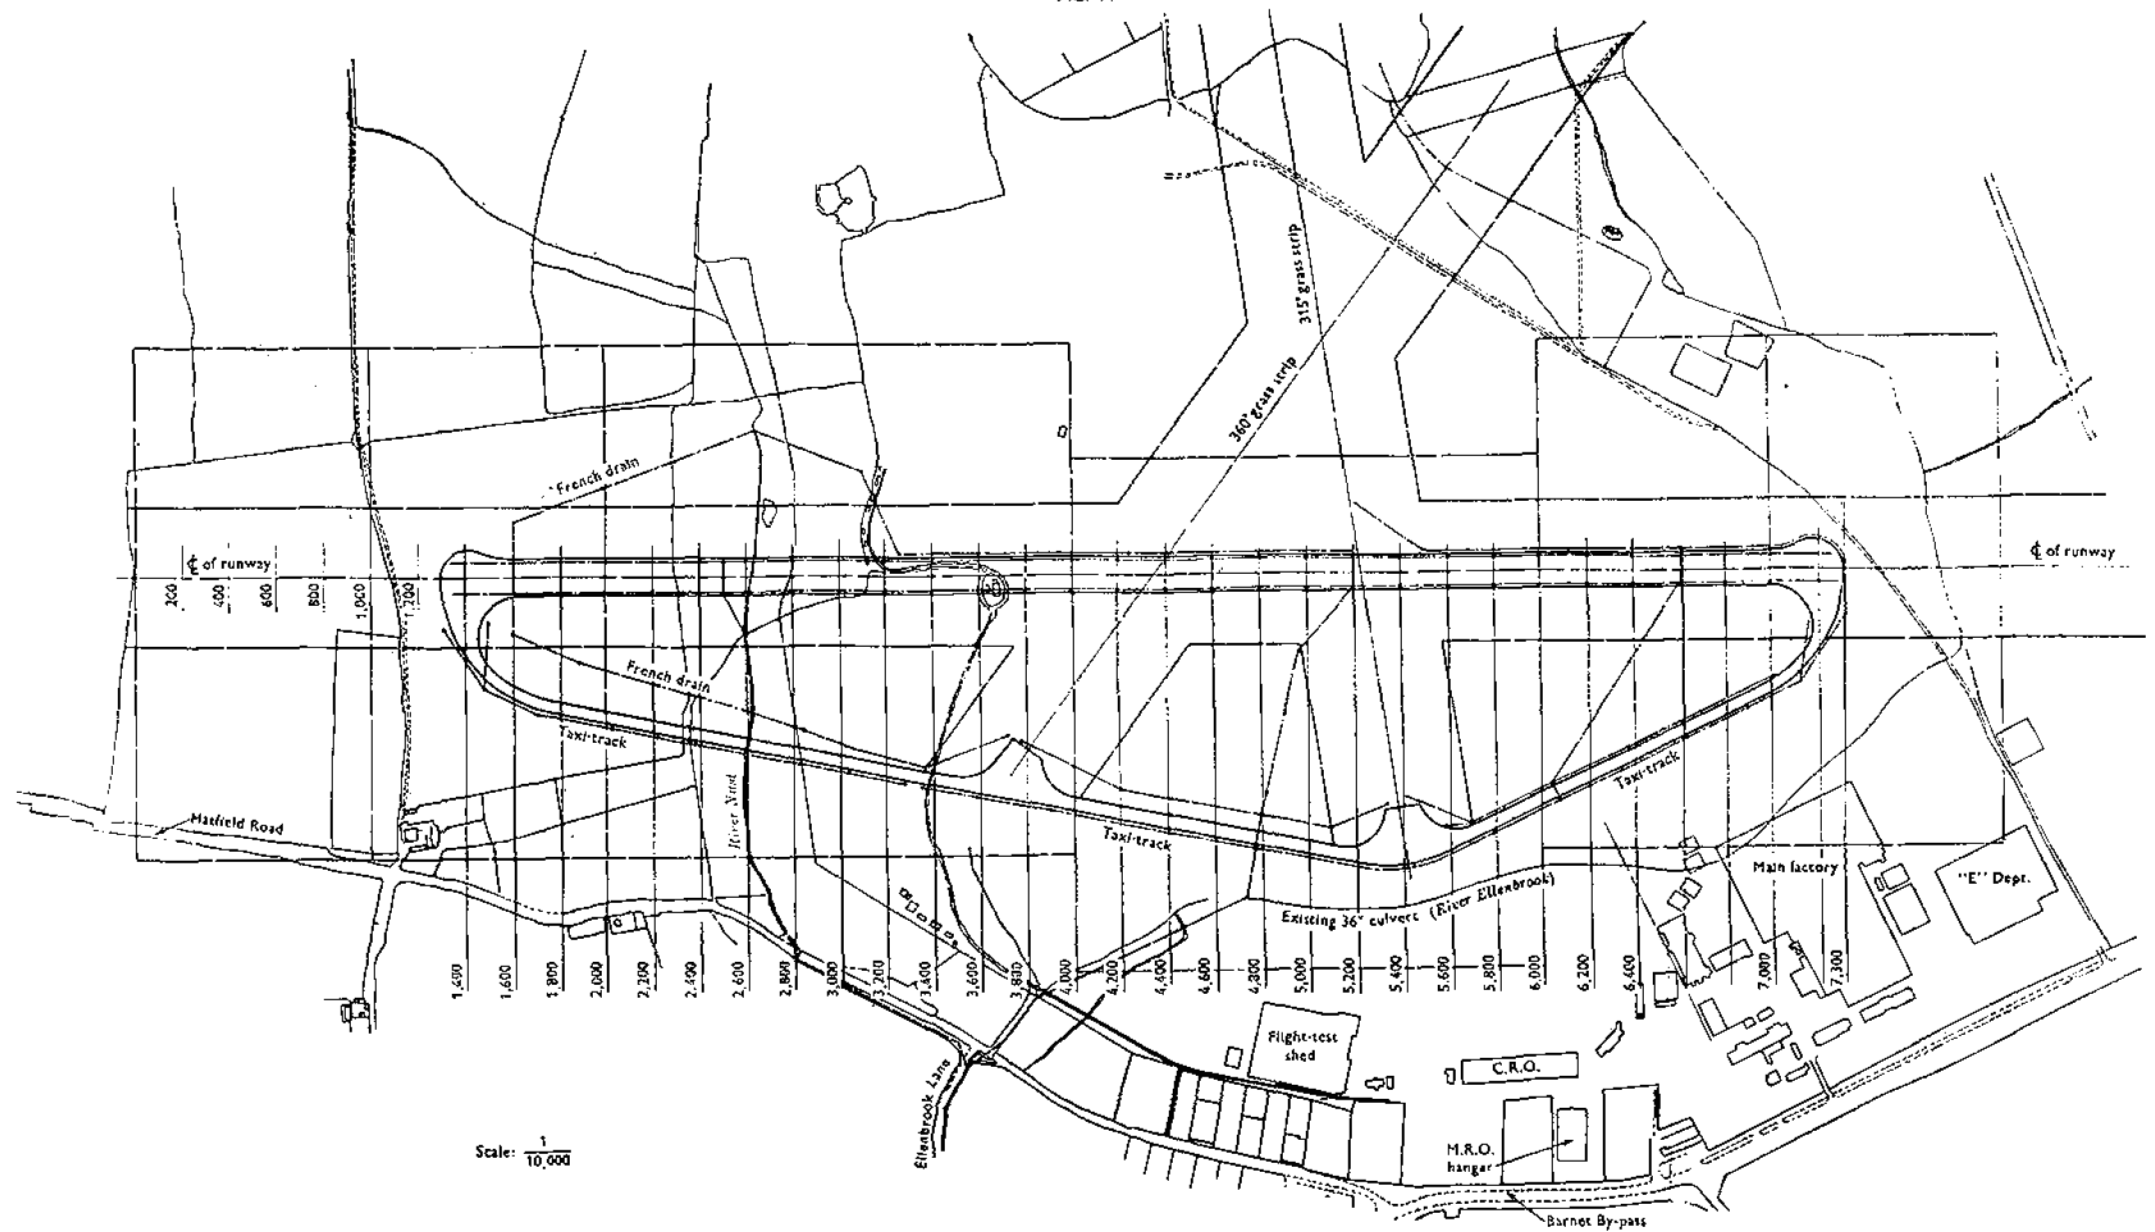 315° grass strip
360° grass strip
French drain
℄ of runway
℄ of runway
200
400
600
800
1,000
1,200
French drain
Taxi-track
Taxi-track
Taxi-track
Hatfield Road
River Nast
Main factory
"E" Dept.
Existing 36" culvert (River Ellenbrook)
1,400
1,600
1,800
2,000
2,200
2,400
2,600
2,800
3,000
3,200
3,400
3,600
3,800
4,000
4,200
4,400
4,600
4,800
5,000
5,200
5,400
5,600
5,800
6,000
6,200
6,400
7,000
7,300
Flight-test
shed
C.R.O.
Ellenbrook Lane
Scale: 1
10,000
M.R.O.
hangar
Barnet By-pass